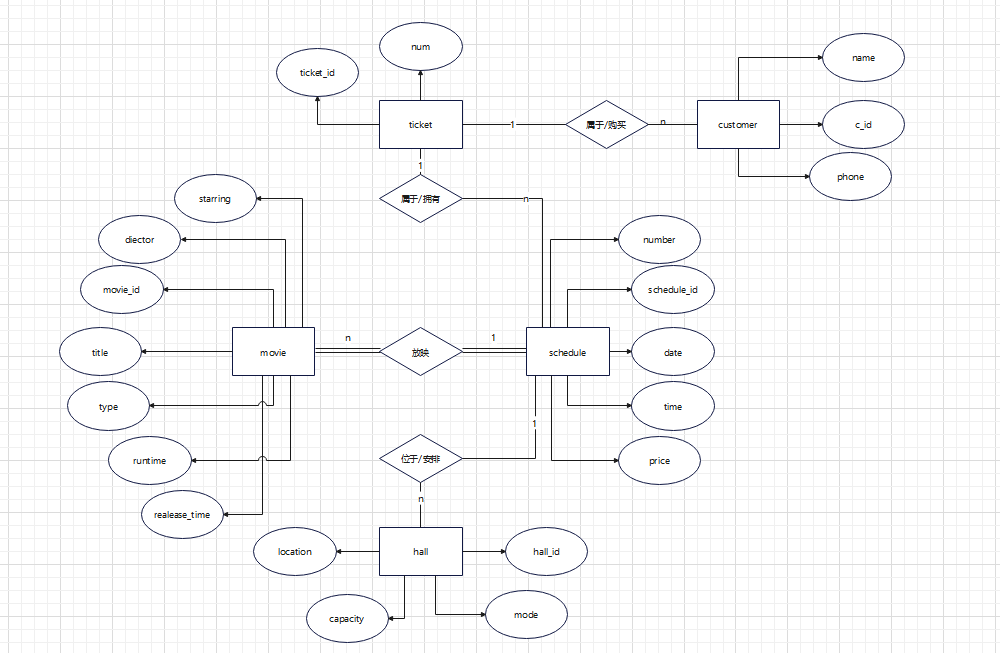 num
ticket_id
name
ticket
1
属于/购买
n
customer
c_id
1
phone
starring
属于/拥有
n
diector
number
movie_id
schedule_id
n
1
title
movie
放映
schedule
date
type
time
1
runtime
位于/安排
price
n
realease_time
location
hall
hall_id
capacity
mode